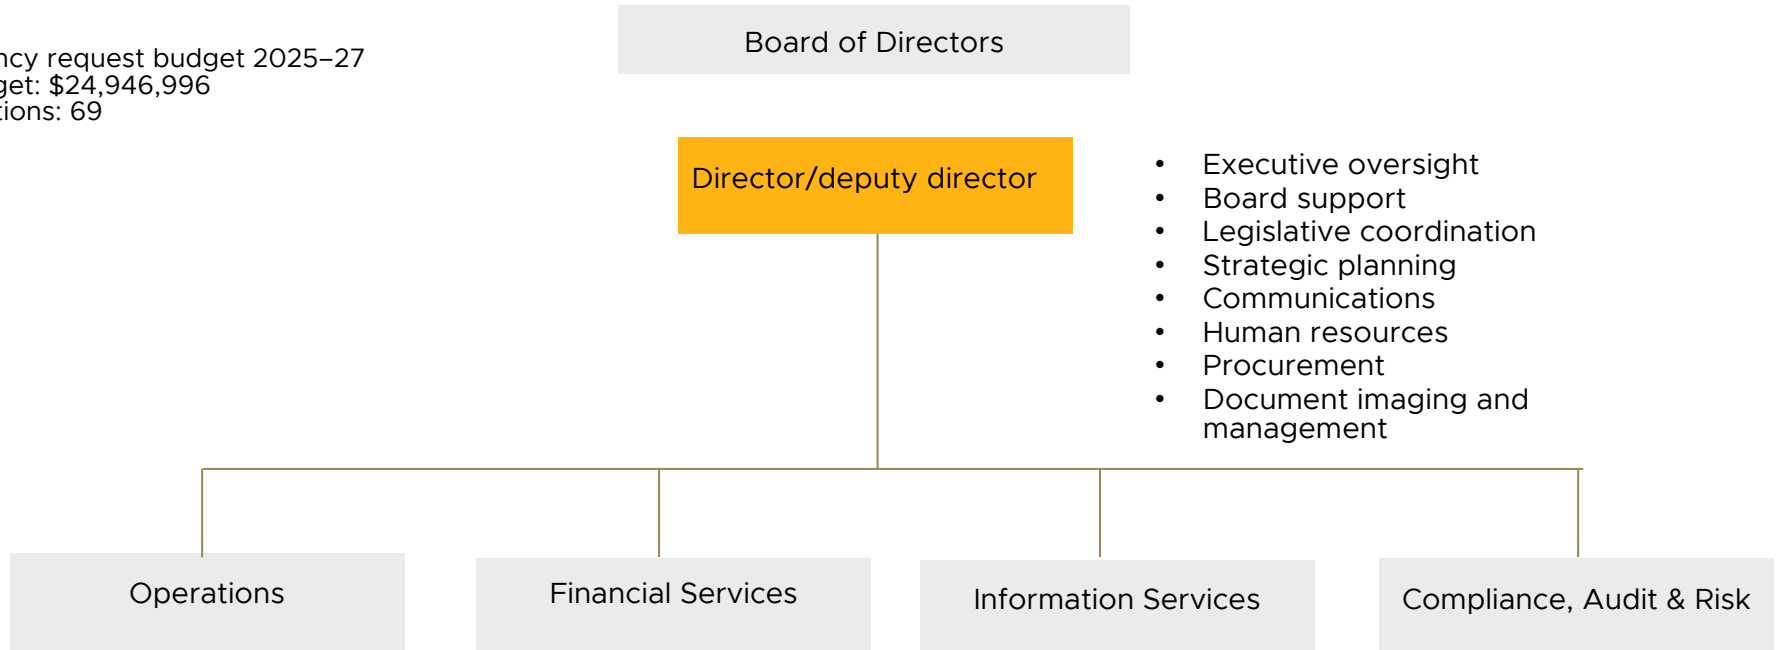 Board of Directors
ncy request budget 2025–27
get: $24,946,996
tions: 69
Director/deputy director
• Executive oversight
• Board support
• Legislative coordination
• Strategic planning
• Communications
• Human resources
• Procurement
• Document imaging and
management
Operations
Financial Services
Information Services
Compliance, Audit & Risk